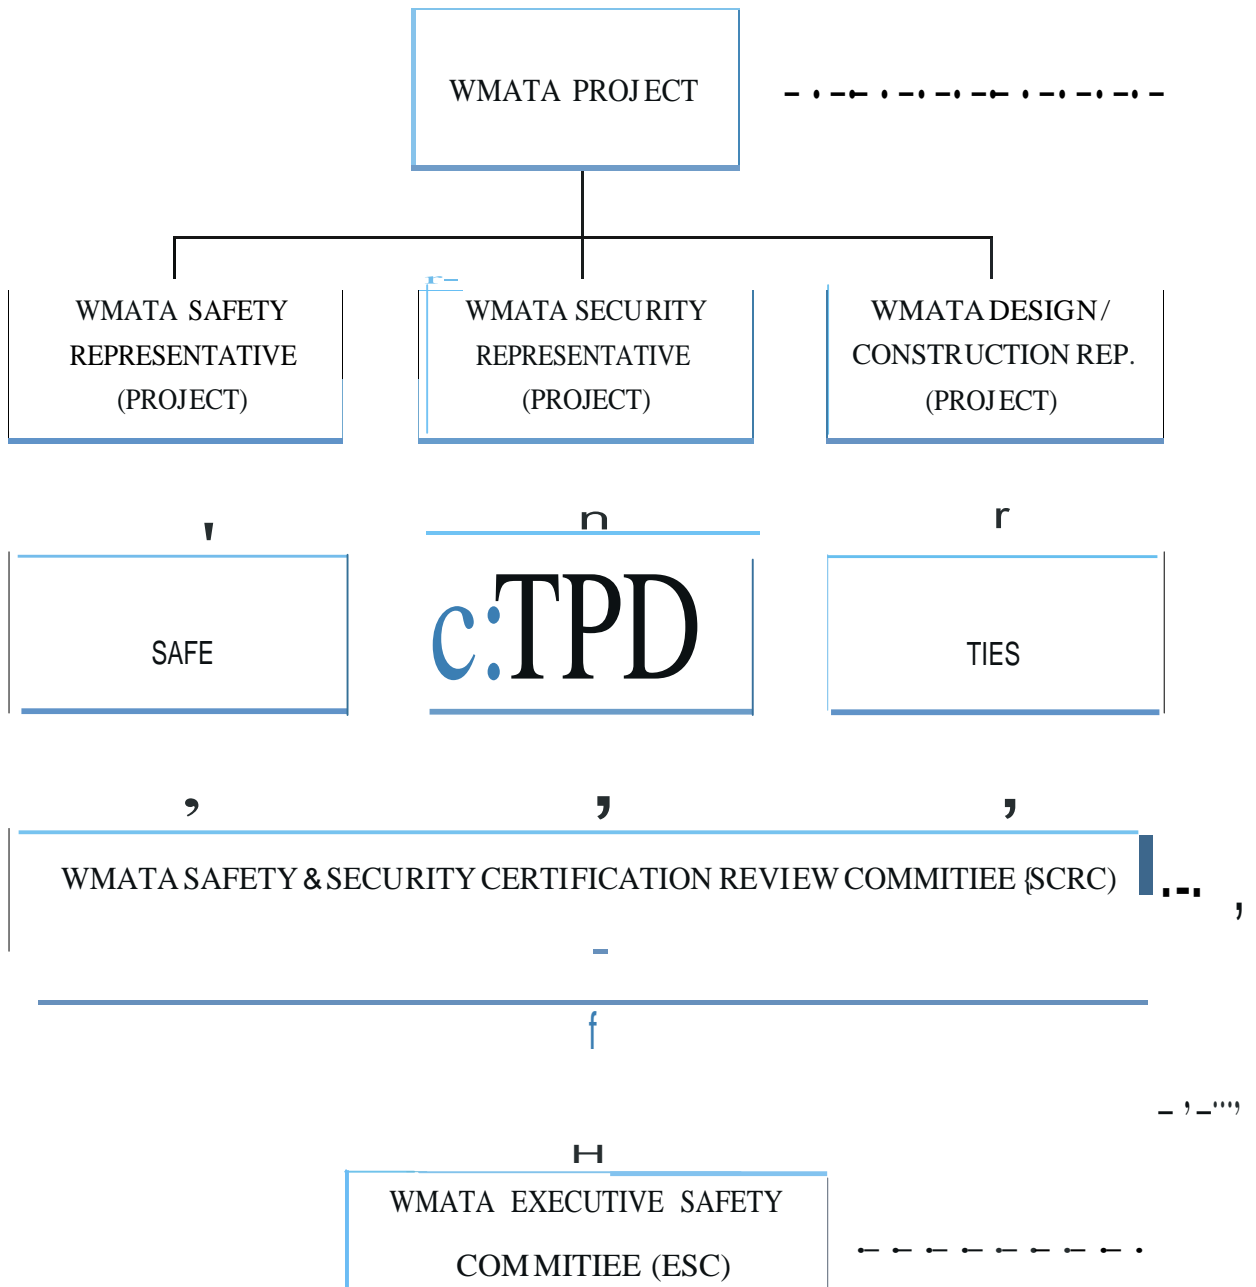 WMATA PROJECT
WMATA SAFETY
REPRESENTATIVE
(PROJECT)
WMATA SECURITY
REPRESENTATIVE
(PROJECT)
WMATA DESIGN/
CONSTRUCTION REP.
(PROJECT)
SAFE
c:TPD
TIES
WMATA SAFETY & SECURITY CERTIFICATION REVIEW COMMITIEE {SCRC)
WMATA EXECUTIVE SAFETY
COMMITIEE (ESC)